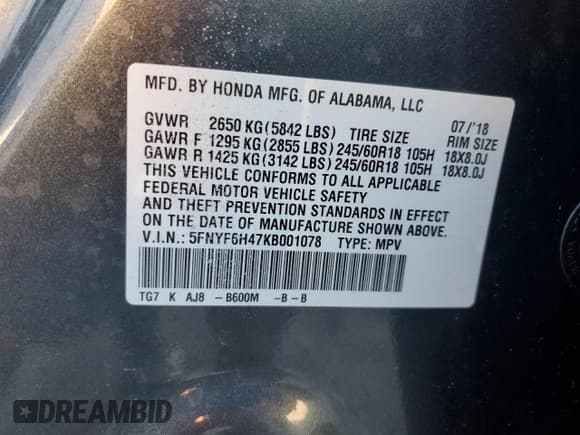 MFD. BY HONDA MFG. OF ALABAMA, LLC
07/'18
GVWR 2650 KG(5842 LBS) TIRE SIZE RIM SIZE
GAWR F 1295 KG(2855 LBS) 245/60R18 105H 18X8.0J
GAWR R 1425 KG(3142 LBS) 245/60R18 105H 18X8.0J
THIS VEHICLE CONFORMS TO ALL APPLICABLE
FEDERAL MOTOR VEHICLE SAFETY
AND THEFT PREVENTION STANDARDS IN EFFECT
ON THE DATE OF MANUFACTURE SHOWN ABOVE.
V.I.N.: 5FNYF6H47KB001078 TYPE: MPV
TG7 K AJ8 -B600M -B-B
DREAMBID